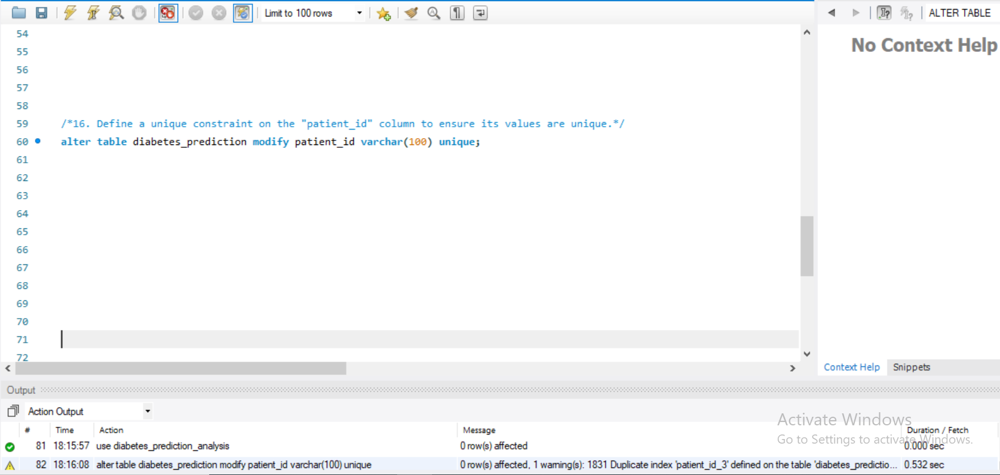 Limit to 100 rows
ALTER TABLE
No Context Help
54
55
56
57
58
59 /*16. Define a unique constraint on the "patient_id" column to ensure its values are unique.*/
60 alter table diabetes_prediction modify patient_id varchar(100) unique;
61
62
63
64
65
66
67
68
69
70
71
72
Context Help Snippets
Output
Action Output
# Time Action Message Duration / Fetch
81 18:15:57 use diabetes_prediction_analysis 0 row(s) affected 0.000 sec
82 18:16:08 alter table diabetes_prediction modify patient_id varchar(100) unique 0 row(s) affected, 1 warning(s): 1831 Duplicate index 'patient_id_3' defined on the table 'diabetes_predictio... 0.532 sec
Activate Windows
Go to Settings to activate Windows.